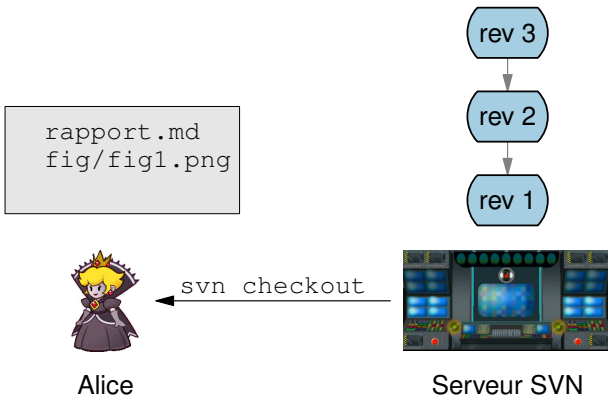 rev 3
rev 2
rev 1
rapport.md
fig/fig1.png
svn checkout
Alice
Serveur SVN